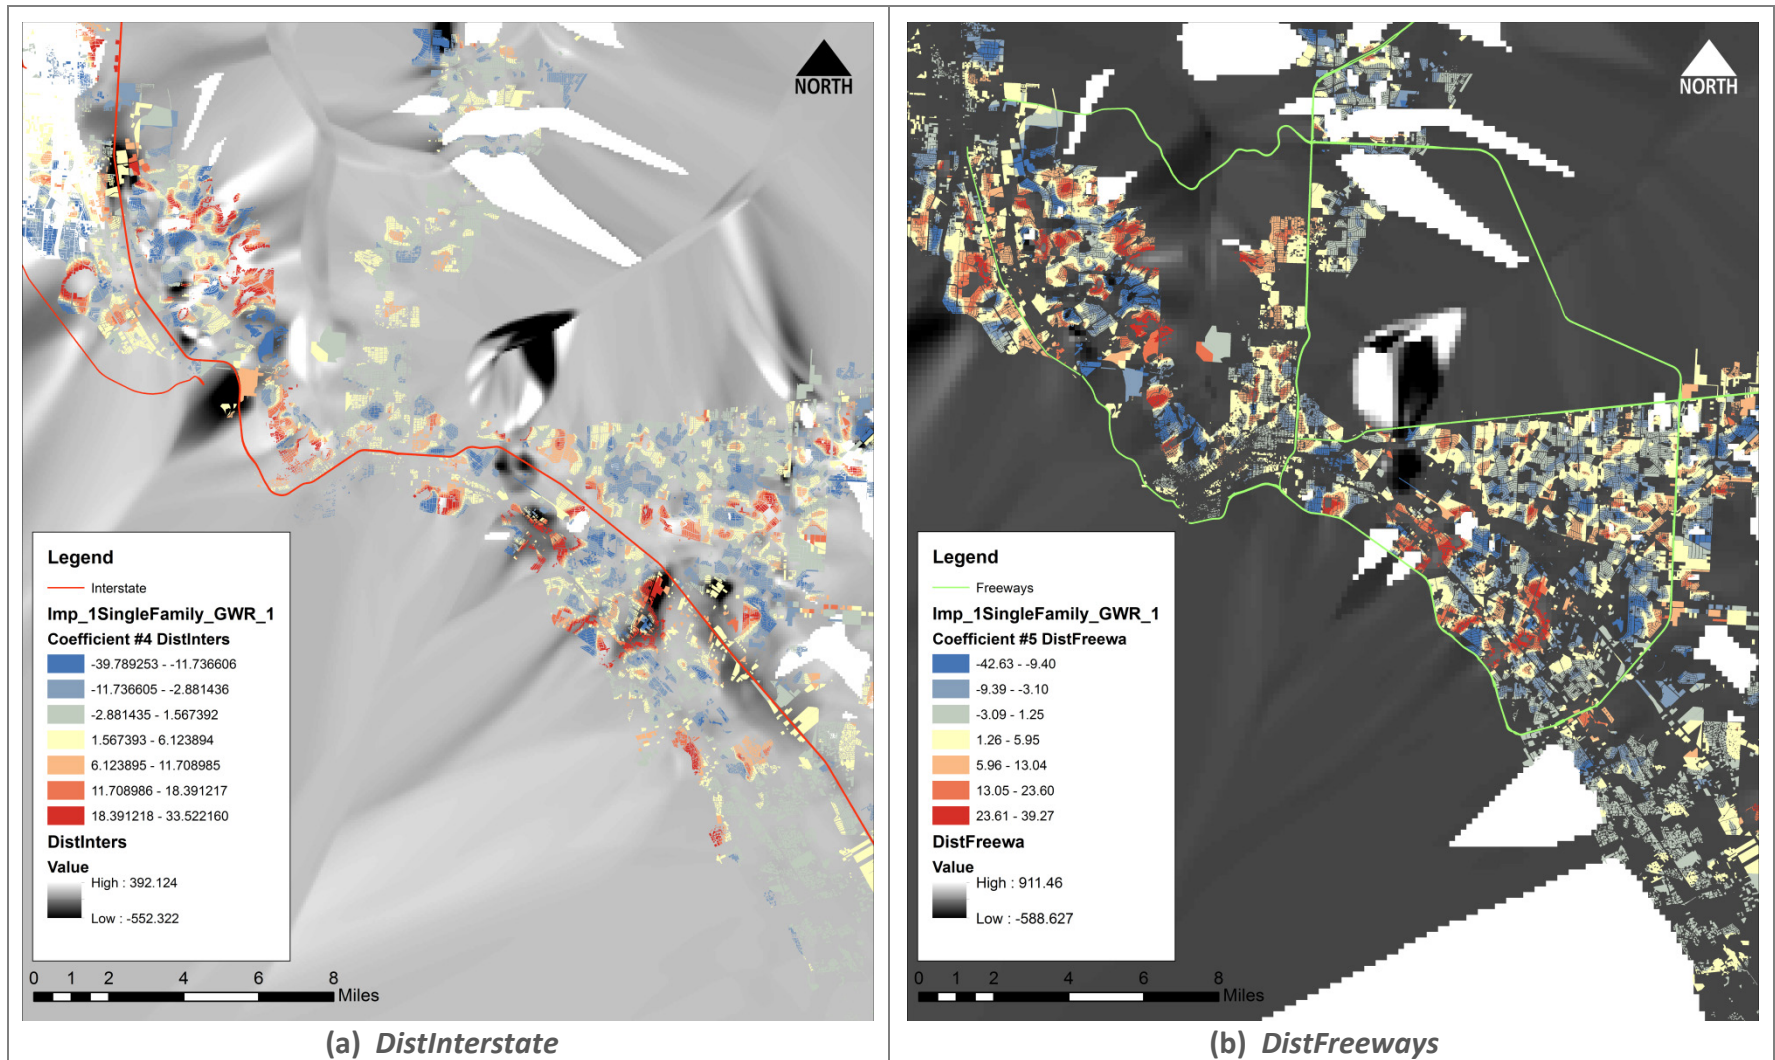 NORTH
Legend
Interstate
Imp_1SingleFamily_GWR_1
Coefficient #4 DistInters
-39.789253 - -11.736606
-11.736605 - -2.881436
-2.881435 - 1.567392
1.567393 - 6.123894
6.123895 - 11.708985
11.708986 - 18.391217
18.391218 - 33.522160
DistInters
Value
High : 392.124
Low : -552.322
0 1 2 4 6 8
Miles
(a) DistInterstate
NORTH
Legend
Freeways
Imp_1SingleFamily_GWR_1
Coefficient #5 DistFreewa
-42.63 - -9.40
-9.39 - -3.10
-3.09 - 1.25
1.26 - 5.95
5.96 - 13.04
13.05 - 23.60
23.61 - 39.27
DistFreewa
Value
High : 911.46
Low : -588.627
0 1 2 4 6 8
Miles
(b) DistFreeways